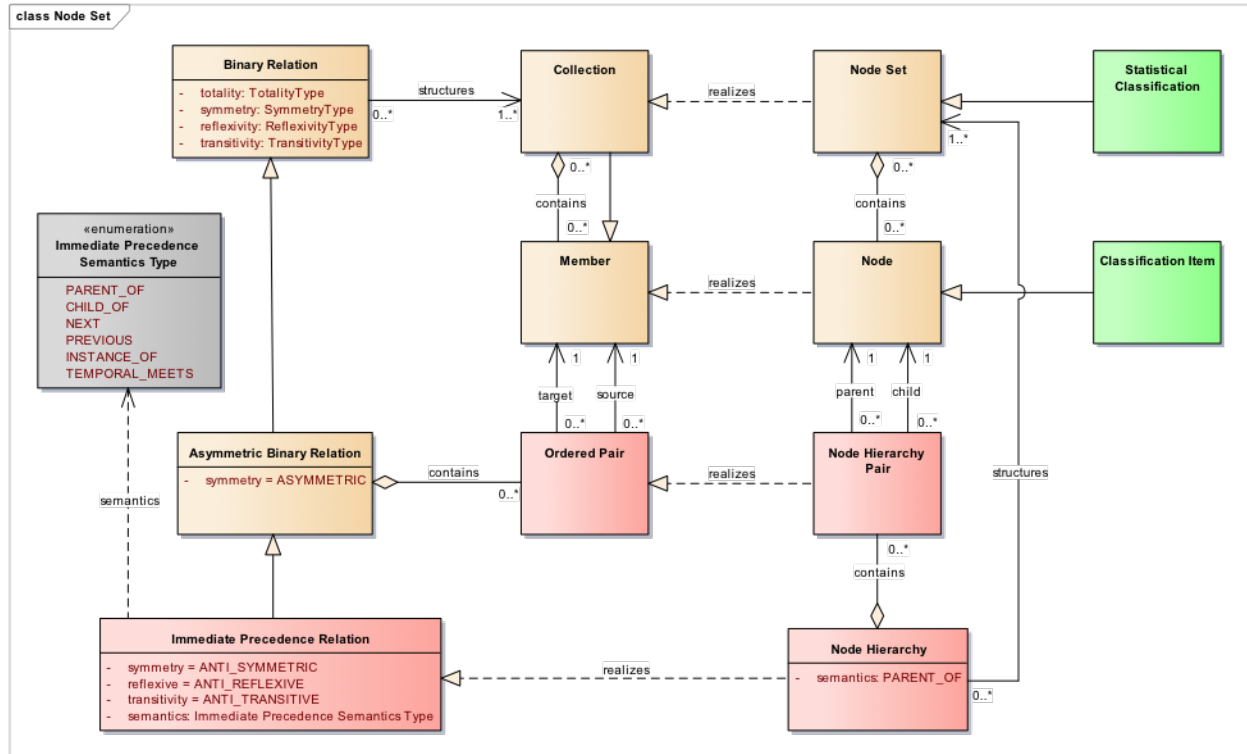 class Node Set
Binary Relation
- totality: TotalityType
- symmetry: SymmetryType
- reflexivity: ReflexivityType
- transitivity: TransitivityType
structures
0..*
1..*
Collection
realizes
Node Set
Statistical
Classification
0..*
contains
0..*
0..*
contains
0..*
1..*
«enumeration»
Immediate Precedence
Semantics Type
PARENT_OF
CHILD_OF
NEXT
PREVIOUS
INSTANCE_OF
TEMPORAL_MEETS
Member
realizes
Node
Classification Item
1
1
target
source
0..*
0..*
1
1
parent
child
0..*
0..*
Asymmetric Binary Relation
- symmetry = ASYMMETRIC
contains
0..*
Ordered Pair
realizes
Node Hierarchy
Pair
structures
semantics
0..*
contains
Immediate Precedence Relation
- symmetry = ANTI_SYMMETRIC
- reflexive = ANTI_REFLEXIVE
- transitivity = ANTI_TRANSITIVE
- semantics: Immediate Precedence Semantics Type
realizes
Node Hierarchy
- semantics: PARENT_OF
0..*